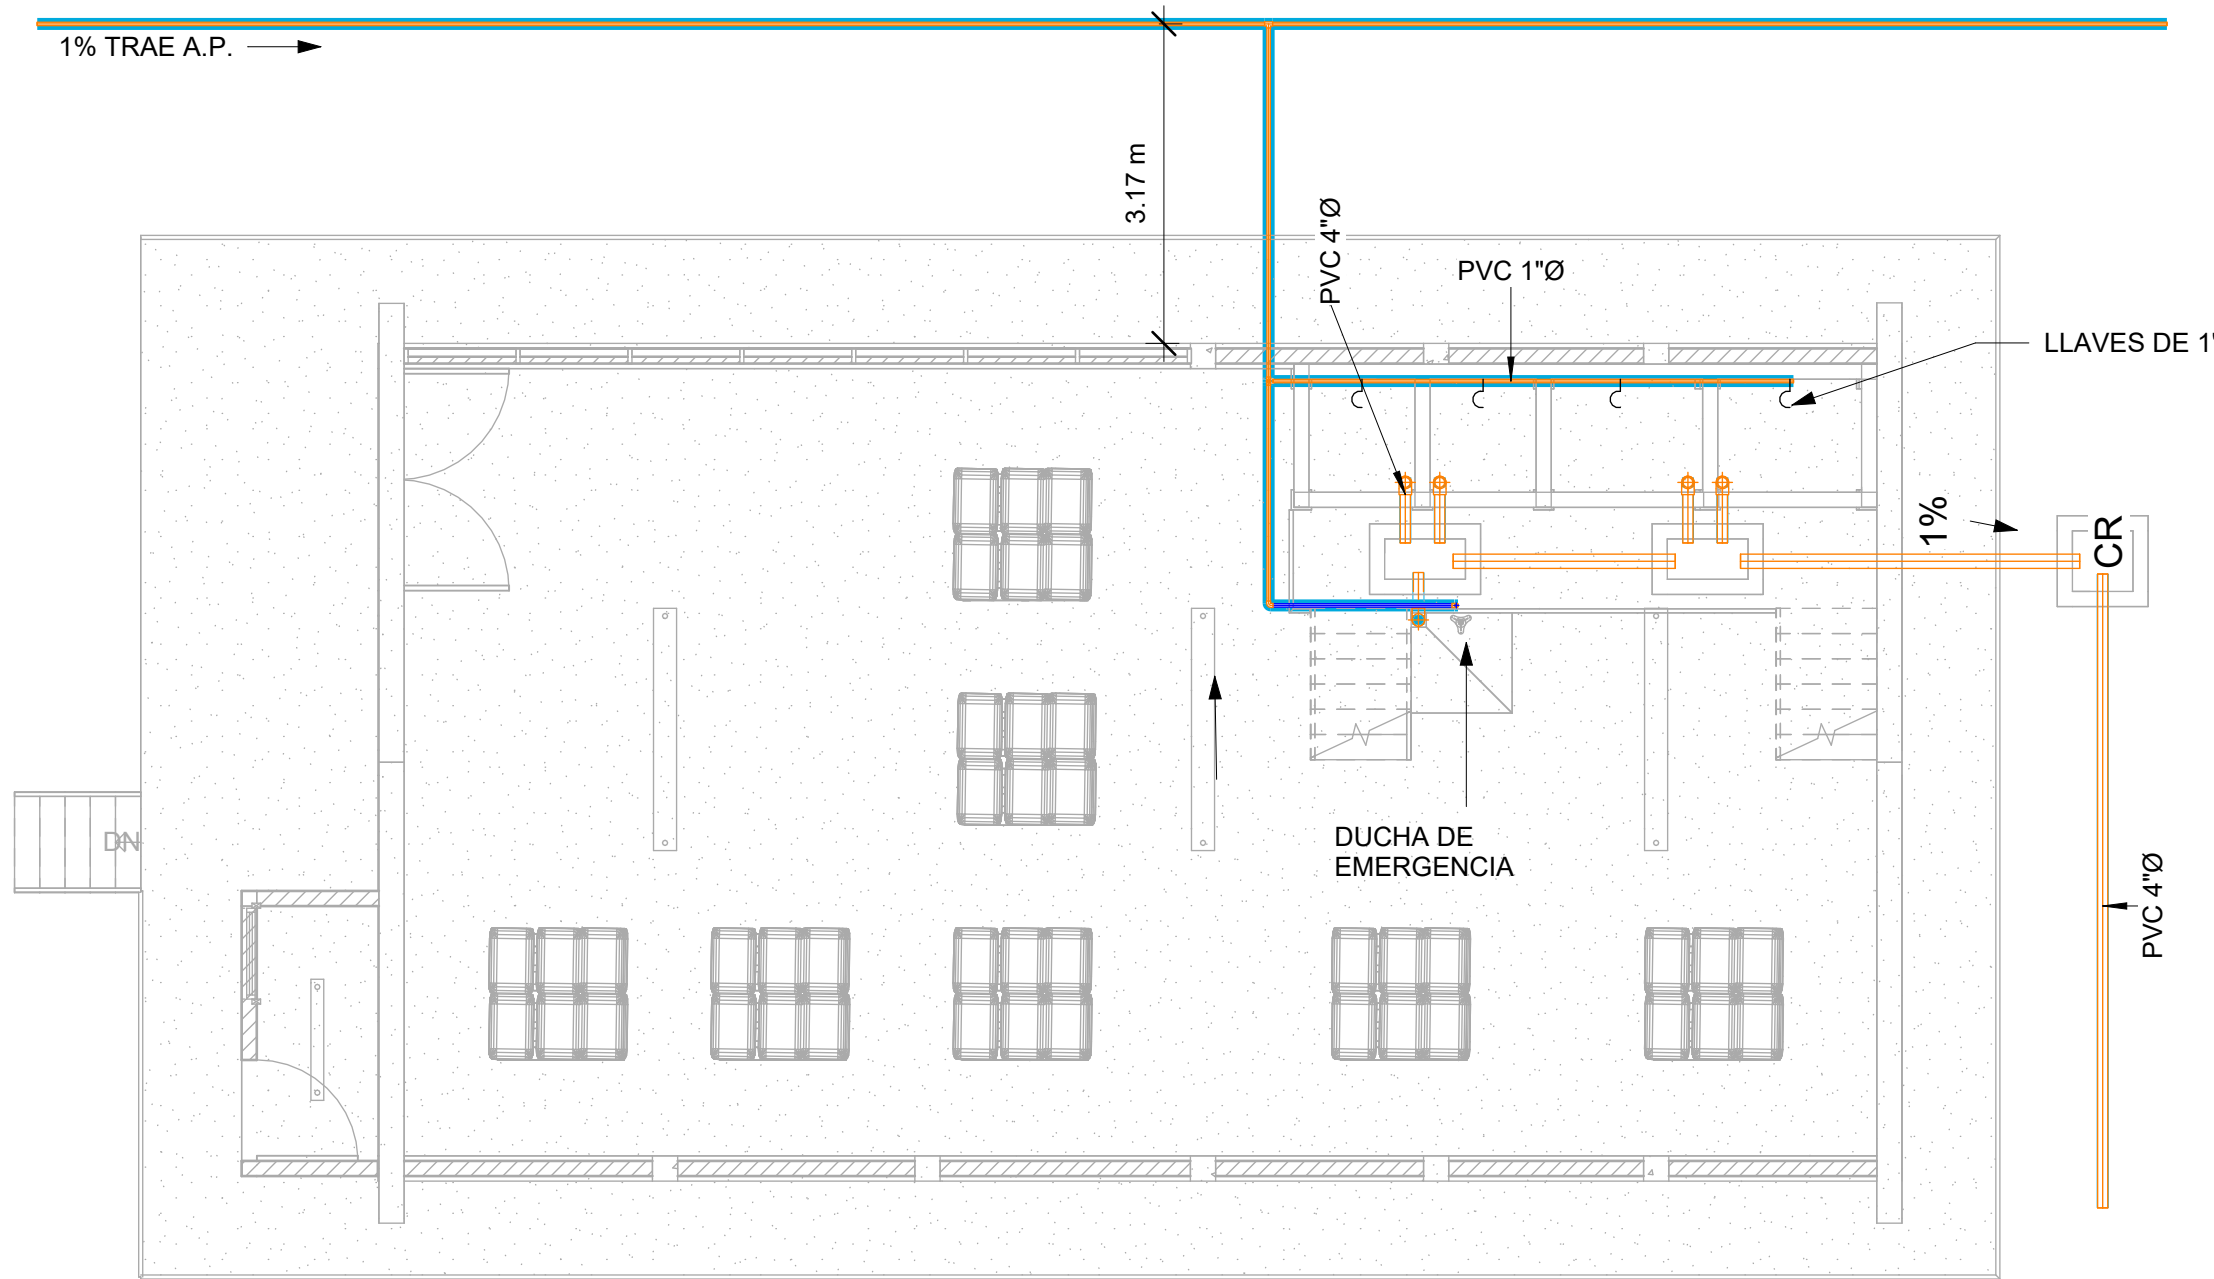 1% TRAE A.P.
3.17 m
PVC 4"Ø
PVC 1"Ø
LLAVES DE 1"
1%
CR
DN
DUCHA DE
EMERGENCIA
PVC 4"Ø